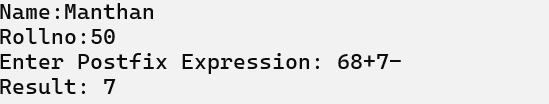 Name:Manthan
Rollno:50
Enter Postfix Expression: 68+7-
Result: 7